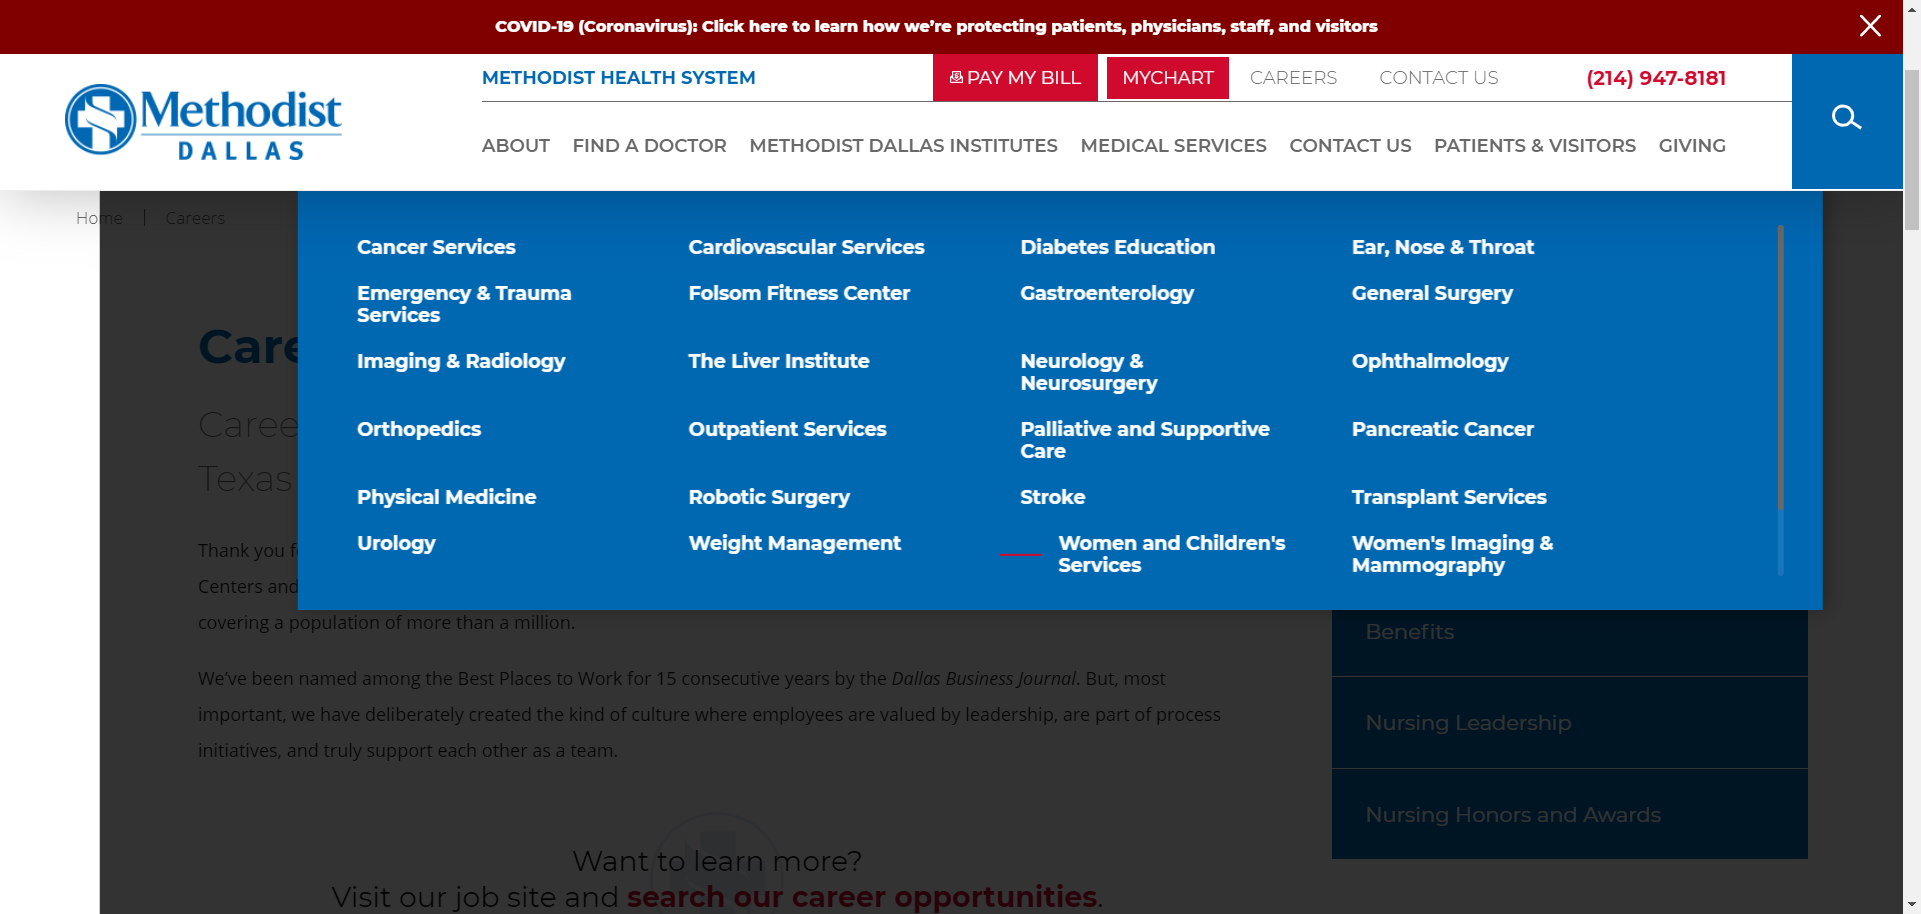 COVID-19 (Coronavirus): Click here to learn how we’re protecting patients, physicians, staff, and visitors
METHODIST HEALTH SYSTEM
PAY MY BILL
MYCHART
CAREERS
CONTACT US
(214) 947-8181
Methodist
DALLAS
ABOUT
FIND A DOCTOR
METHODIST DALLAS INSTITUTES
MEDICAL SERVICES
CONTACT US
PATIENTS & VISITORS
GIVING
Home | Careers
Cancer Services
Cardiovascular Services
Diabetes Education
Ear, Nose & Throat
Emergency & Trauma
Services
Folsom Fitness Center
Gastroenterology
General Surgery
Imaging & Radiology
The Liver Institute
Neurology &
Neurosurgery
Ophthalmology
Orthopedics
Outpatient Services
Palliative and Supportive
Care
Pancreatic Cancer
Physical Medicine
Robotic Surgery
Stroke
Transplant Services
Urology
Weight Management
Women and Children's
Services
Women's Imaging &
Mammography
Texas
Thank you
Centers and
covering a population of more than a million.
We’ve been named among the Best Places to Work for 15 consecutive years by the Dallas Business Journal. But, most
important, we have deliberately created the kind of culture where employees are valued by leadership, are part of process
initiatives, and truly support each other as a team.
Want to learn more?
Visit our job site and search our career opportunities.
Benefits
Nursing Leadership
Nursing Honors and Awards